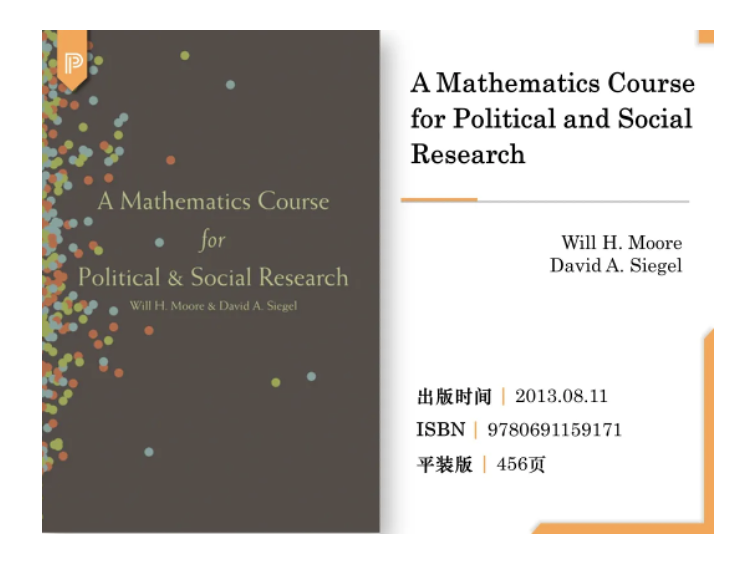 A Mathematics Course
for
Political & Social Research
Will H. Moore & David A. Siegel
A Mathematics Course
for Political and Social
Research
Will H. Moore
David A. Siegel
出版时间 | 2013.08.11
ISBN | 9780691159171
平装版 | 456页